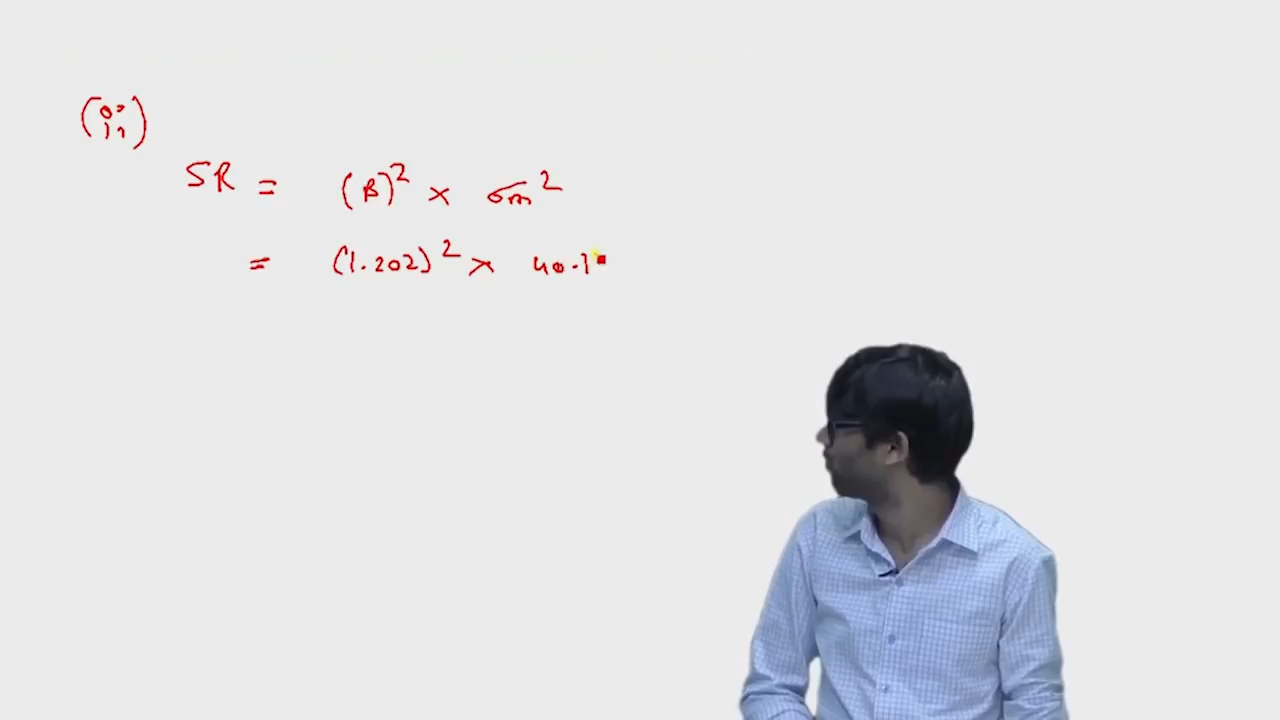 SR = (B)² × σm²
= (1.202)² × 40.1